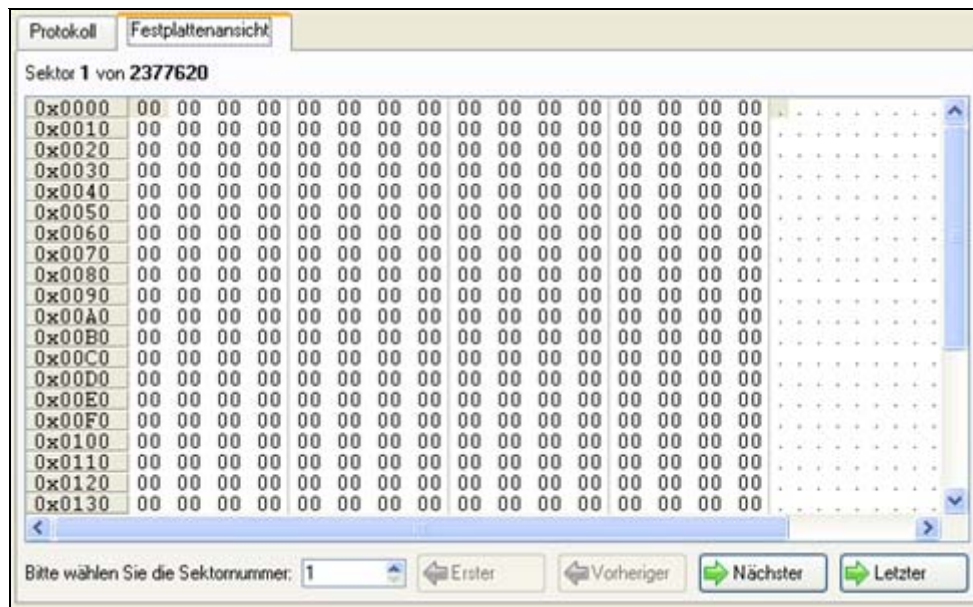 Protokoll Festplattenansicht
Sektor 1 von 2377620
0x0000 00 00 00 00 00 00 00 00 00 00 00 00 00 00 00 00 . . . . . . . . .
0x0010 00 00 00 00 00 00 00 00 00 00 00 00 00 00 00 00 . . . . . . . . .
0x0020 00 00 00 00 00 00 00 00 00 00 00 00 00 00 00 00 . . . . . . . . .
0x0030 00 00 00 00 00 00 00 00 00 00 00 00 00 00 00 00 . . . . . . . . .
0x0040 00 00 00 00 00 00 00 00 00 00 00 00 00 00 00 00 . . . . . . . . .
0x0050 00 00 00 00 00 00 00 00 00 00 00 00 00 00 00 00 . . . . . . . . .
0x0060 00 00 00 00 00 00 00 00 00 00 00 00 00 00 00 00 . . . . . . . . .
0x0070 00 00 00 00 00 00 00 00 00 00 00 00 00 00 00 00 . . . . . . . . .
0x0080 00 00 00 00 00 00 00 00 00 00 00 00 00 00 00 00 . . . . . . . . .
0x0090 00 00 00 00 00 00 00 00 00 00 00 00 00 00 00 00 . . . . . . . . .
0x00A0 00 00 00 00 00 00 00 00 00 00 00 00 00 00 00 00 . . . . . . . . .
0x00B0 00 00 00 00 00 00 00 00 00 00 00 00 00 00 00 00 . . . . . . . . .
0x00C0 00 00 00 00 00 00 00 00 00 00 00 00 00 00 00 00 . . . . . . . . .
0x00D0 00 00 00 00 00 00 00 00 00 00 00 00 00 00 00 00 . . . . . . . . .
0x00E0 00 00 00 00 00 00 00 00 00 00 00 00 00 00 00 00 . . . . . . . . .
0x00F0 00 00 00 00 00 00 00 00 00 00 00 00 00 00 00 00 . . . . . . . . .
0x0100 00 00 00 00 00 00 00 00 00 00 00 00 00 00 00 00 . . . . . . . . .
0x0110 00 00 00 00 00 00 00 00 00 00 00 00 00 00 00 00 . . . . . . . . .
0x0120 00 00 00 00 00 00 00 00 00 00 00 00 00 00 00 00 . . . . . . . . .
0x0130 00 00 00 00 00 00 00 00 00 00 00 00 00 00 00 00 . . . . . . . . .
Bitte wählen Sie die Sektornummer: 1 Erster Vorheriger Nächster Letzter